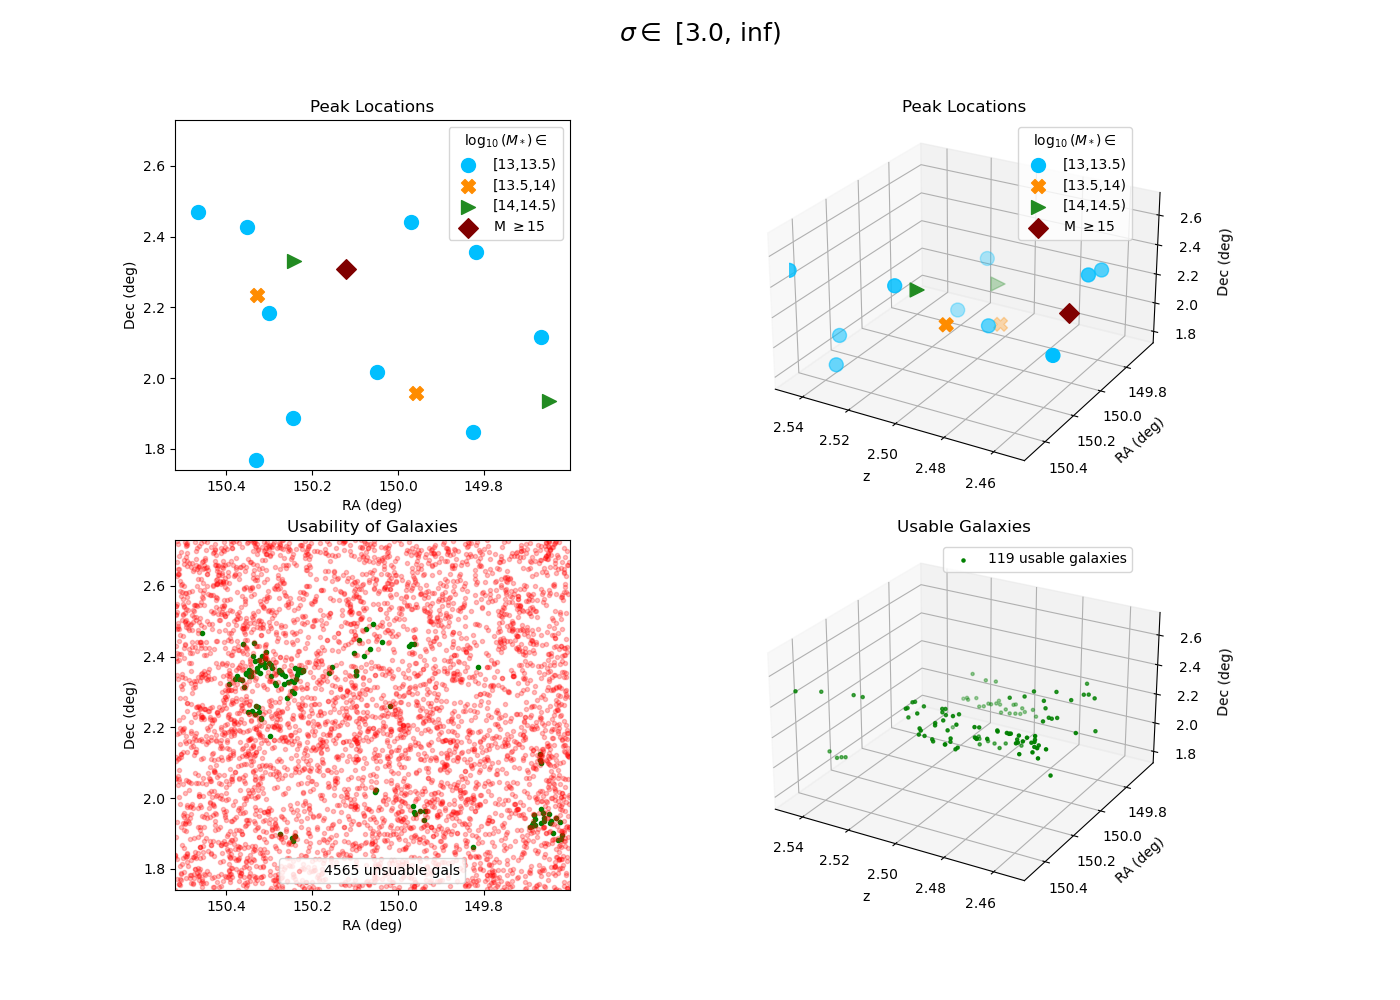 σ ∈ [3.0, inf)
Peak Locations
log₁₀(M*) ∈
[13,13.5)
[13.5,14)
[14,14.5)
M ≥15
2.6
2.4
2.2
2.0
1.8
Dec (deg)
150.4 150.2 150.0 149.8
RA (deg)
Peak Locations
log₁₀(M*) ∈
[13,13.5)
[13.5,14)
[14,14.5)
M ≥15
2.6
2.4
2.2
2.0
1.8
Dec (deg)
149.8
150.0
150.2
150.4
RA (deg)
2.54
2.52
2.50
2.48
2.46
z
Usability of Galaxies
2.6
2.4
2.2
2.0
1.8
Dec (deg)
4565 unsuable gals
150.4 150.2 150.0 149.8
RA (deg)
Usable Galaxies
119 usable galaxies
2.6
2.4
2.2
2.0
1.8
Dec (deg)
149.8
150.0
150.2
150.4
RA (deg)
2.54
2.52
2.50
2.48
2.46
z